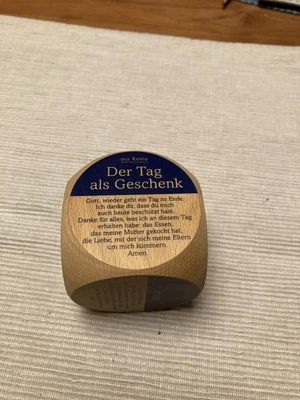 aus Kenia
Der Tag
als Geschenk
Gott, wieder geht ein Tag zu Ende.
Ich danke dir, dass du mich
auch heute beschützt hast.
Danke für alles, was ich an diesem Tag
erhalten habe: das Essen,
das meine Mutter gekocht hat,
die Liebe, mit der sich meine Eltern
um mich kümmern.
Amen.